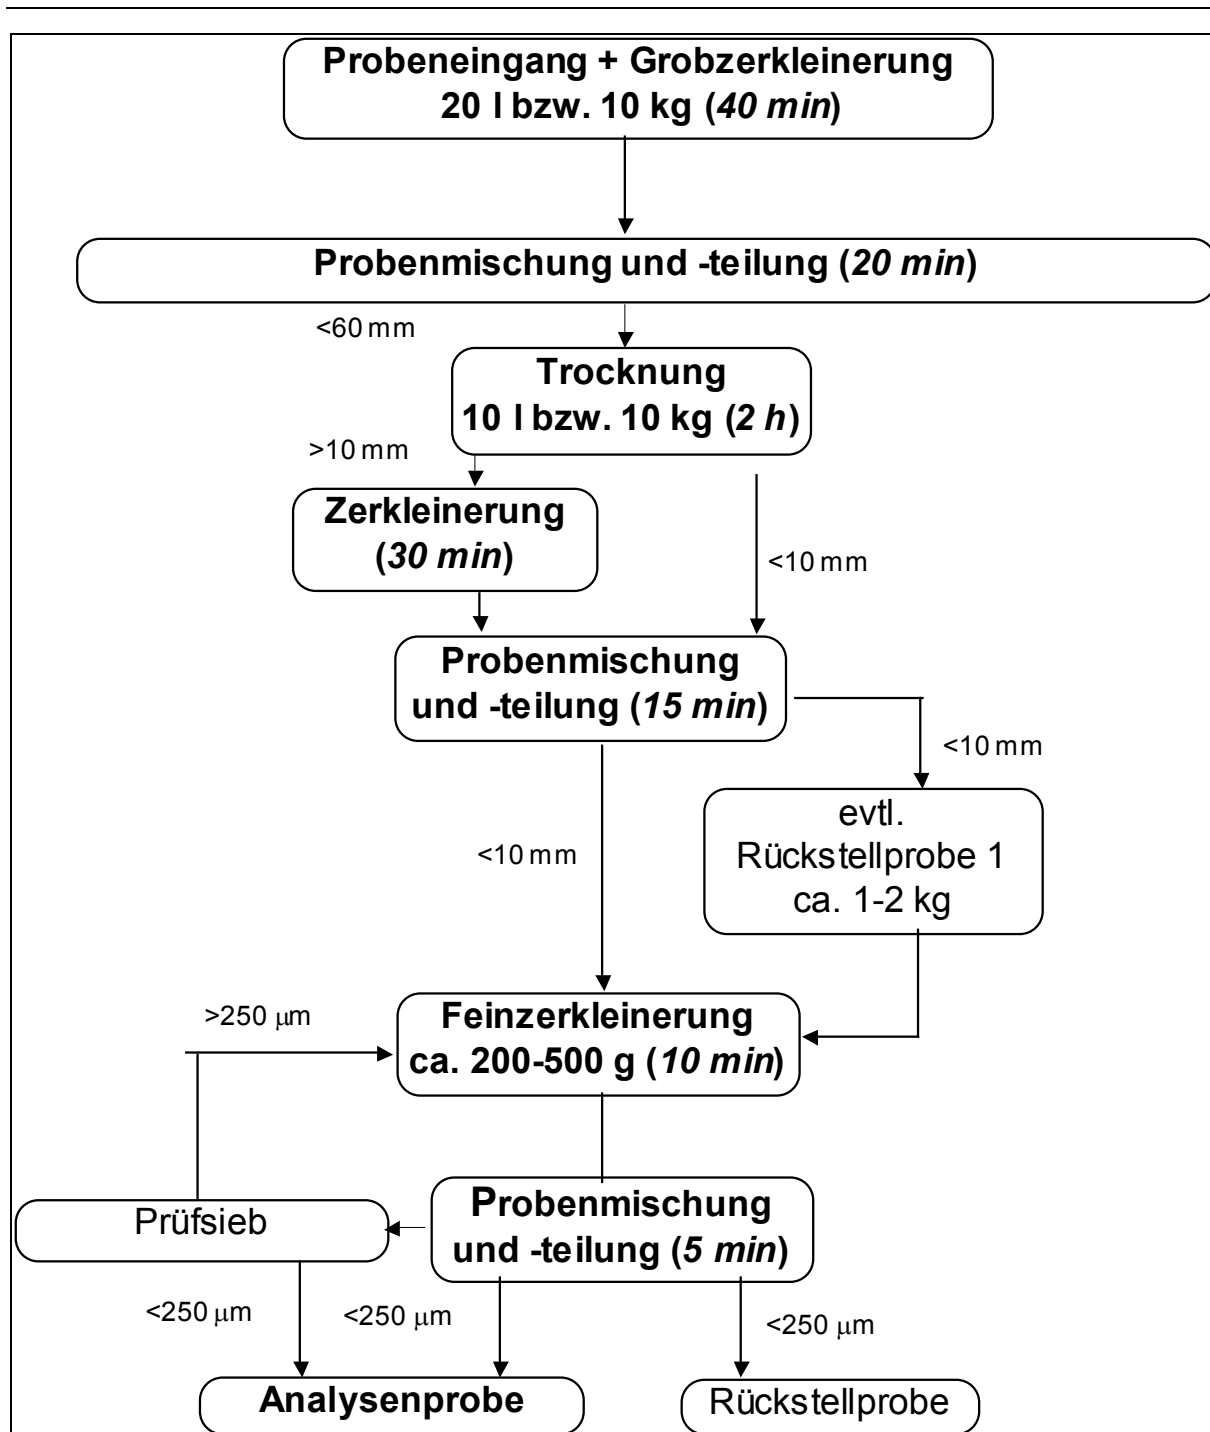 Probeneingang + Grobzerkleinerung
20 l bzw. 10 kg (40 min)
Probenmischung und -teilung (20 min)
<60 mm
Trocknung
10 l bzw. 10 kg (2 h)
>10 mm
Zerkleinerung
(30 min)
<10 mm
Probenmischung
und -teilung (15 min)
<10 mm
evtl.
Rückstellprobe 1
ca. 1-2 kg
<10 mm
Feinzerkleinerung
ca. 200-500 g (10 min)
>250 μm
Probenmischung
und -teilung (5 min)
Prüfsieb
<250 μm
<250 μm
<250 μm
Analysenprobe
Rückstellprobe